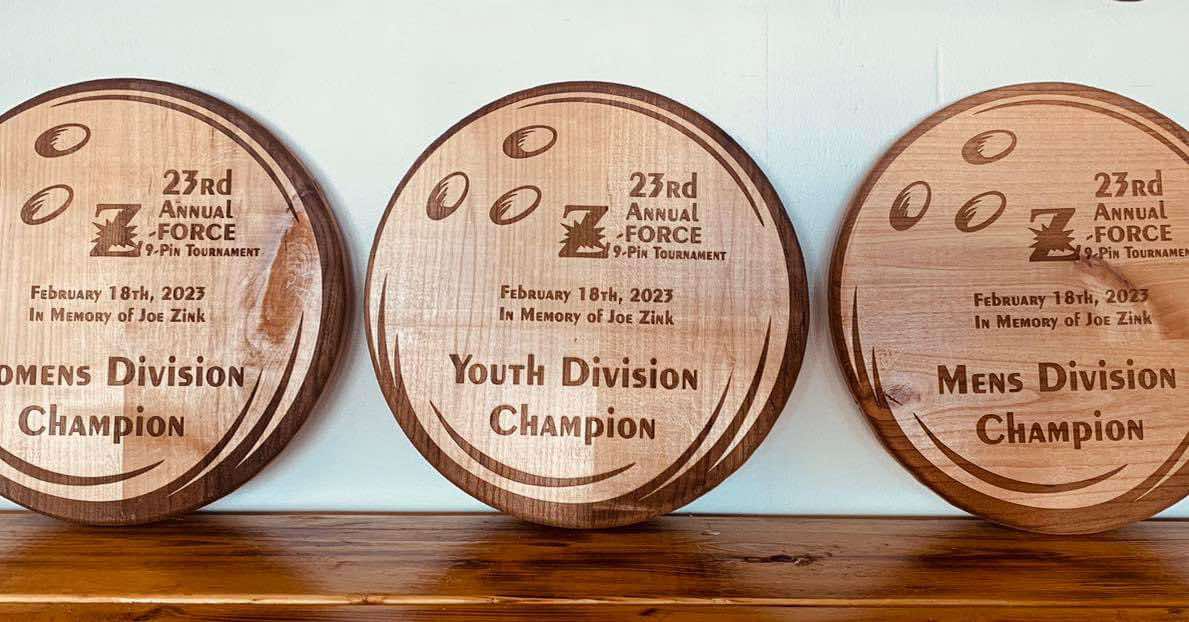 23rd
Annual
Z-FORCE
9-Pin Tournament
February 18th, 2023
In Memory of Joe Zink
omens Division
Champion
23rd
Annual
Z-FORCE
9-Pin Tournament
February 18th, 2023
In Memory of Joe Zink
Youth Division
Champion
23rd
Annual
Z-FORCE
9-Pin Tournamen
February 18th, 2023
In Memory of Joe Zink
Mens Division
Champion